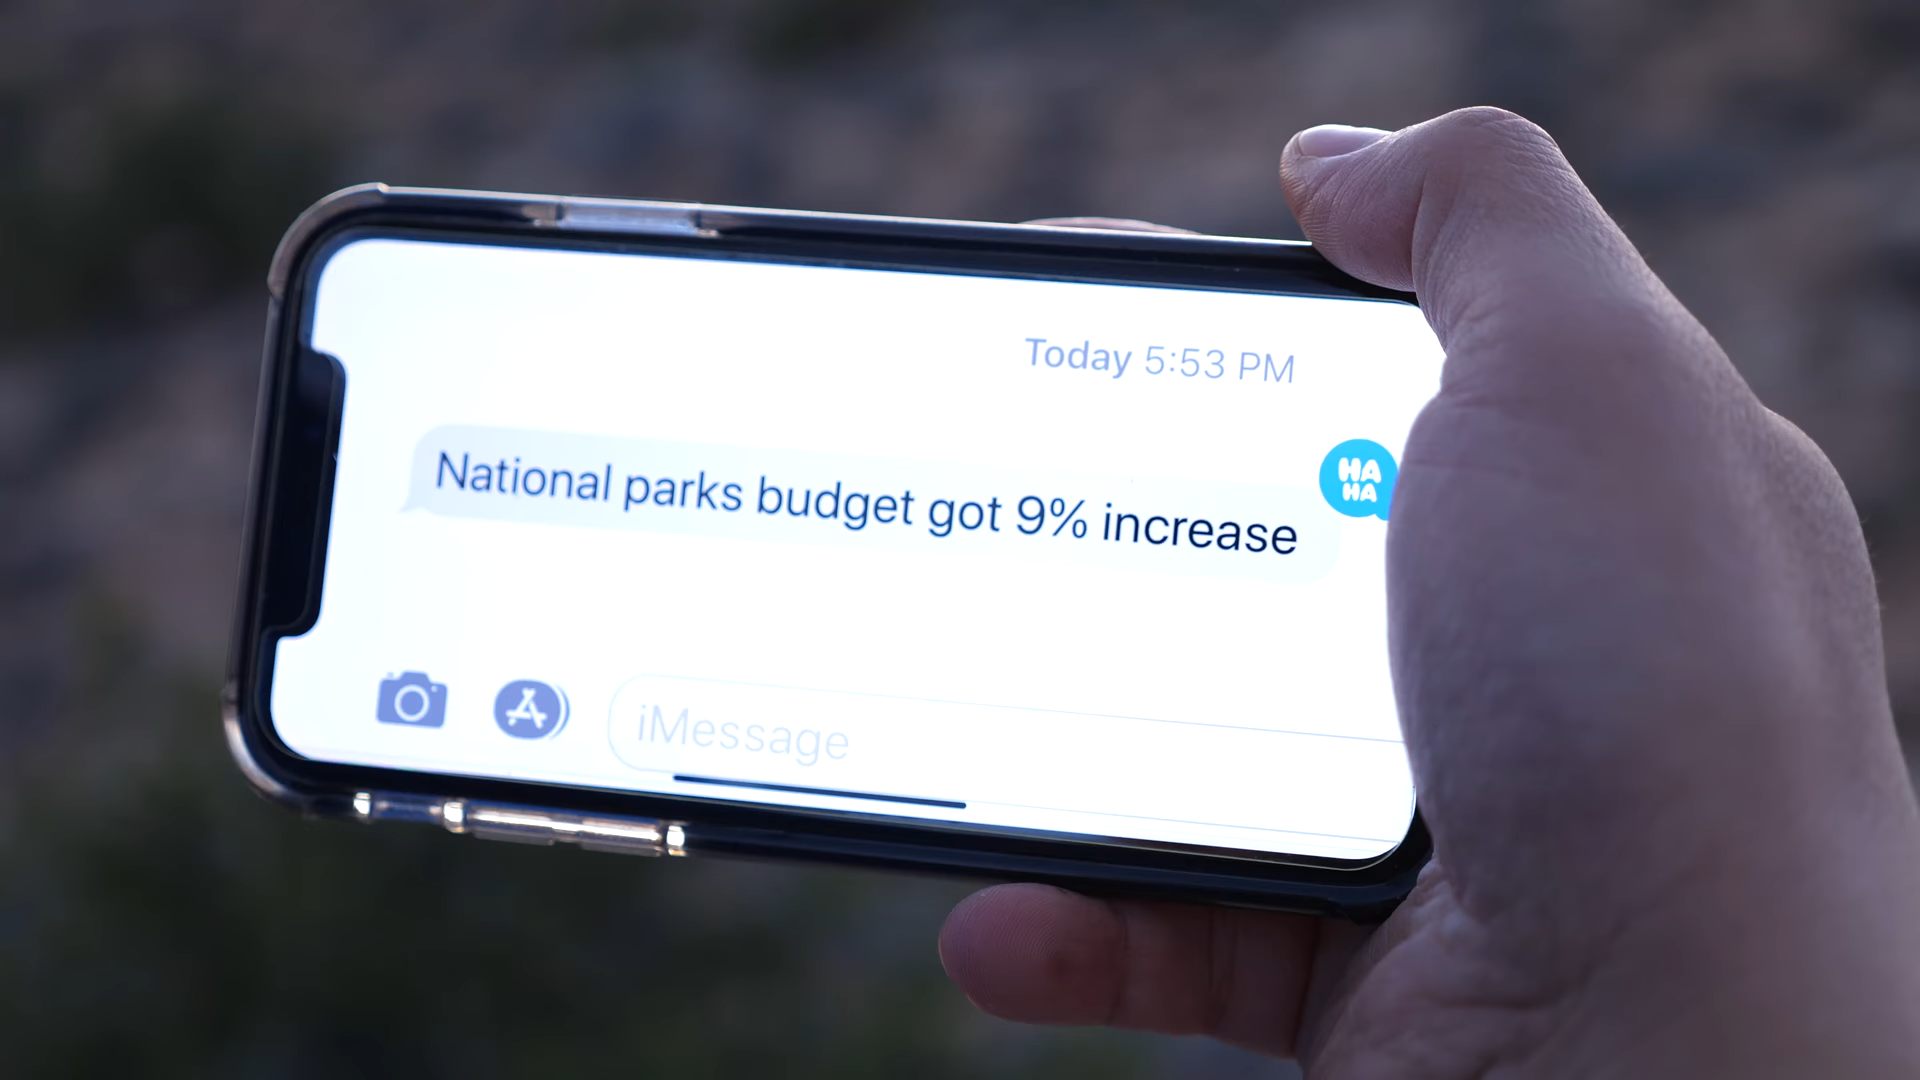 Today 5:53 PM
HA
HA
National parks budget got 9% increase
iMessage